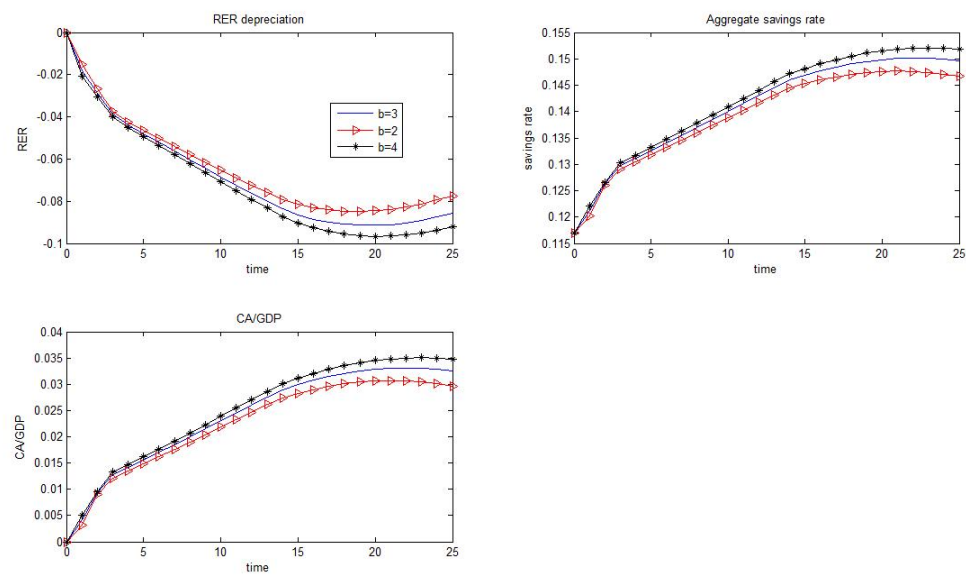 RER depreciation
0
-0.02
-0.04
-0.06
-0.08
-0.1
RER
b=3
b=2
b=4
0 5 10 15 20 25
time
Aggregate savings rate
0.155
0.15
0.145
0.14
0.135
0.13
0.125
0.12
0.115
savings rate
0 5 10 15 20 25
time
CA/GDP
0.04
0.035
0.03
0.025
0.02
0.015
0.01
0.005
0
CA/GDP
0 5 10 15 20 25
time